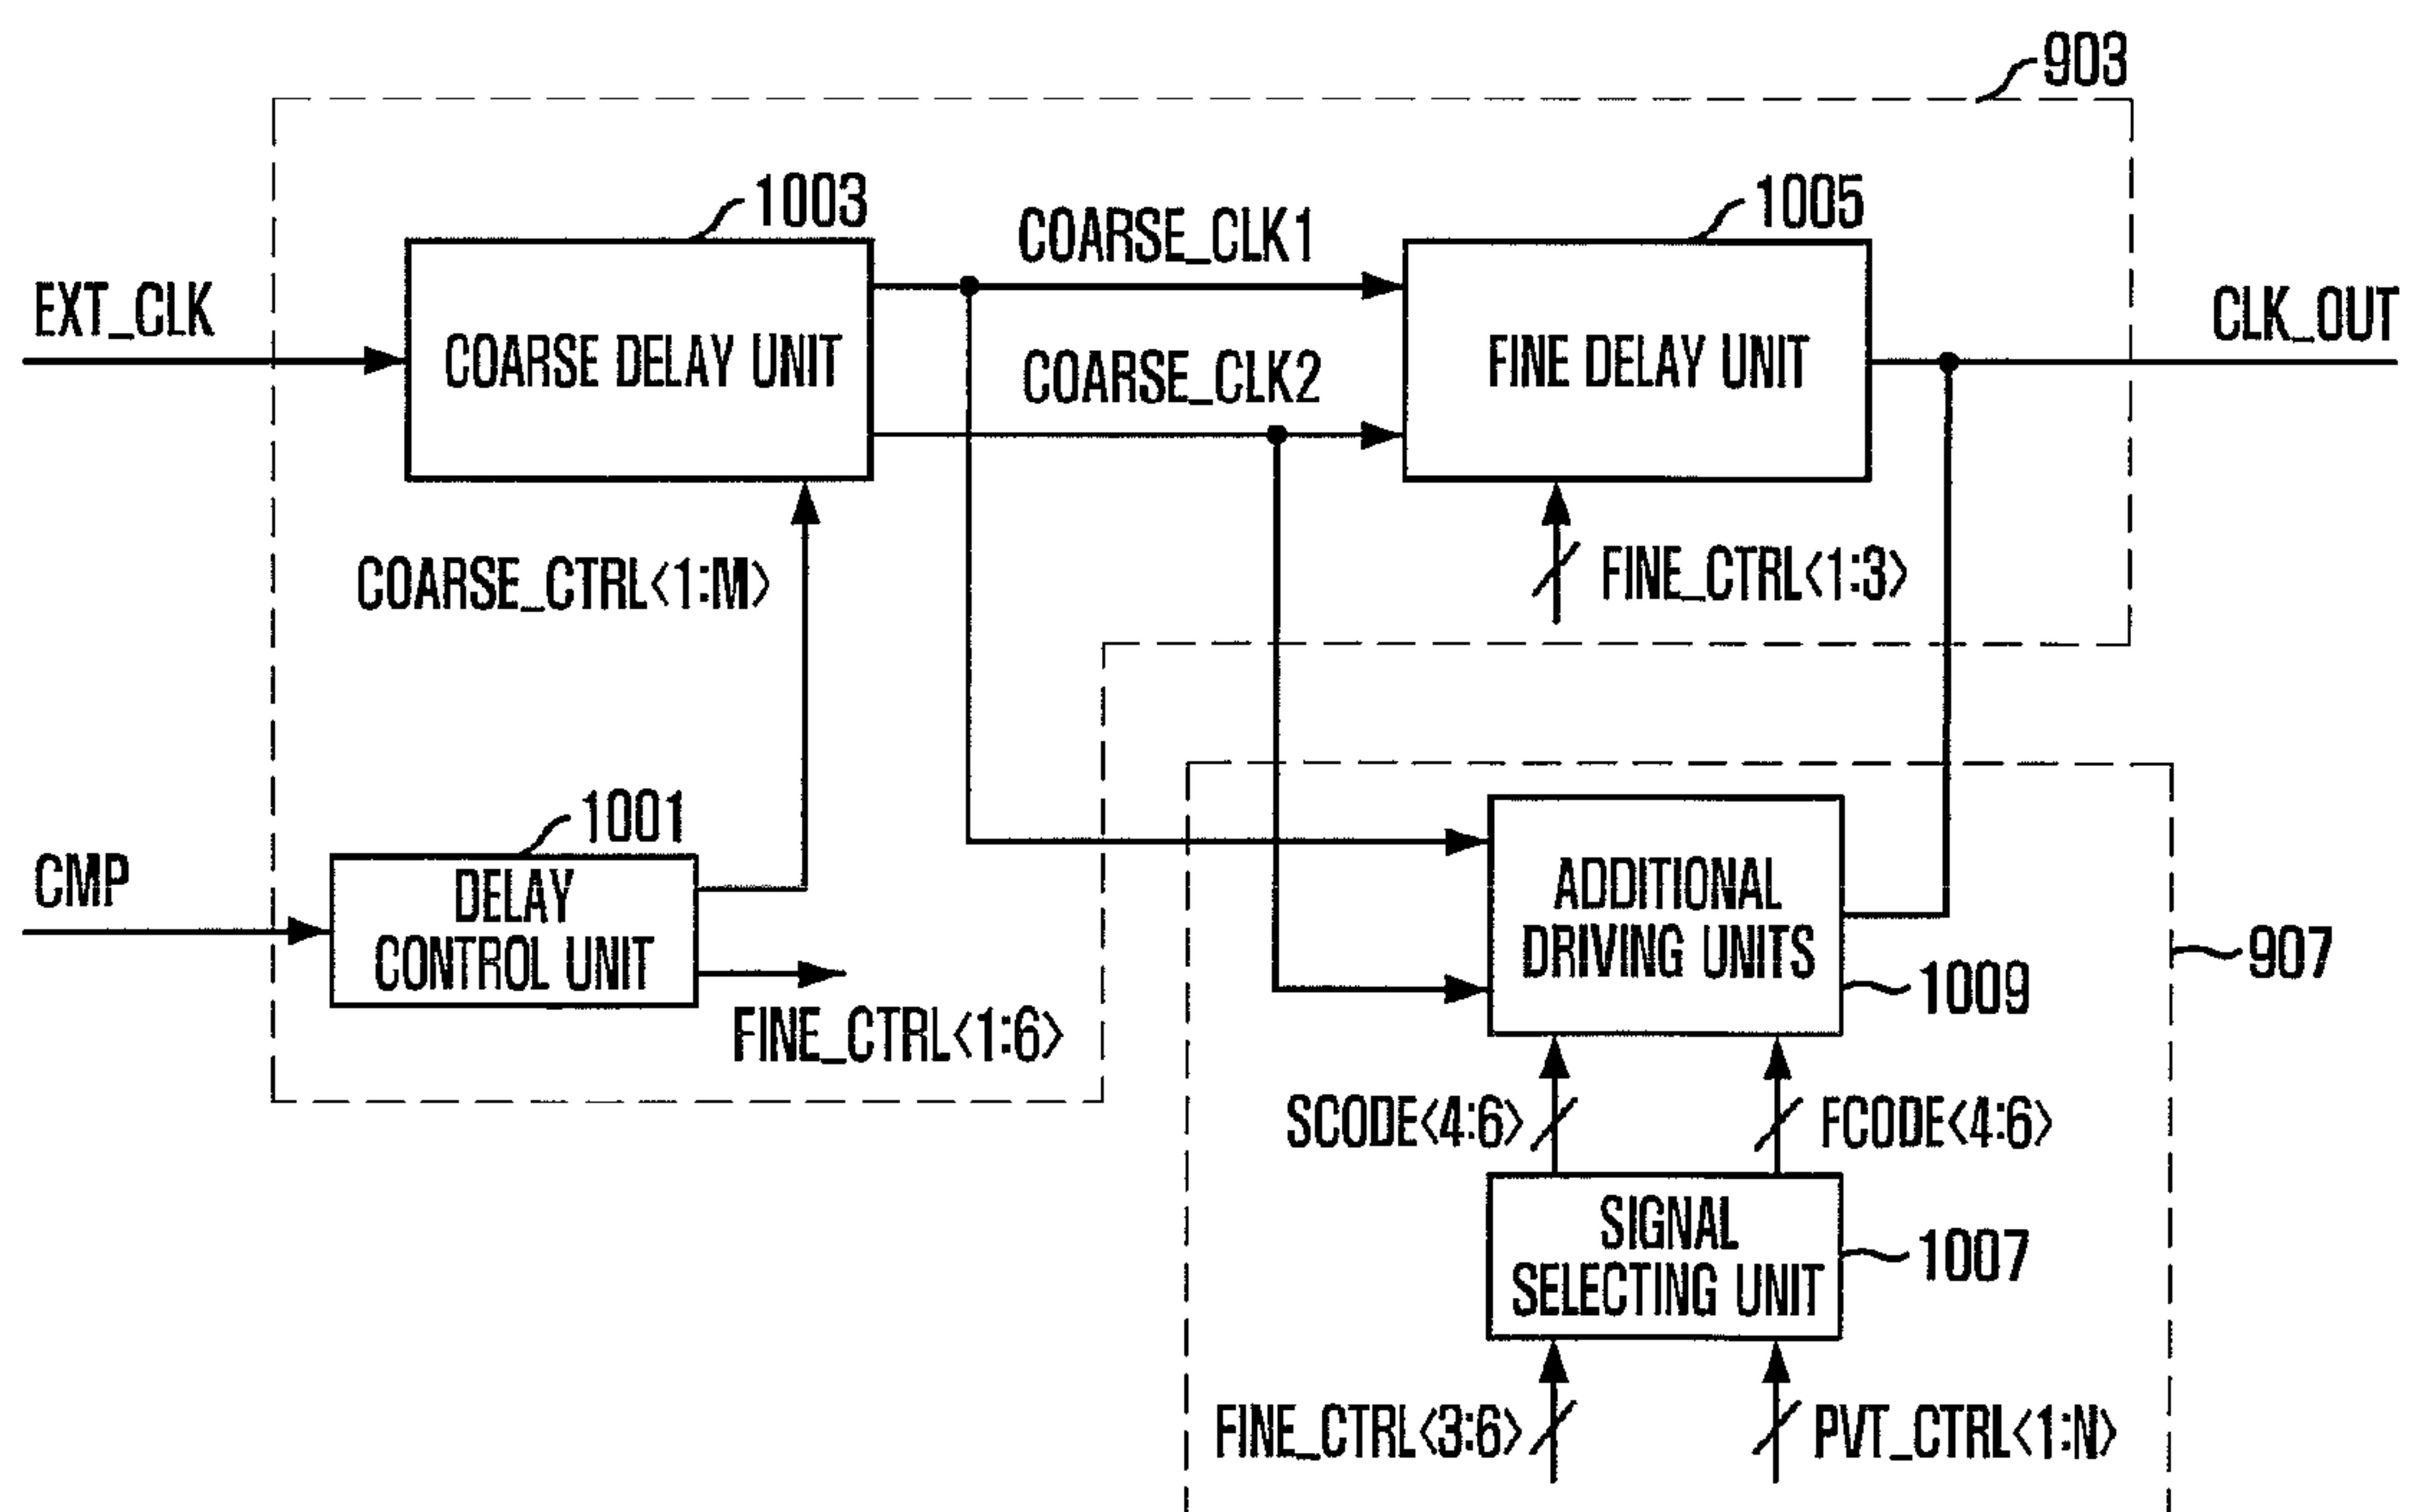 903
1003
1005
COARSE_CLK1
EXT_CLK
COARSE DELAY UNIT
FINE DELAY UNIT
CLK_OUT
COARSE_CLK2
COARSE_CTRL<1:M>
FINE_CTRL<1:3>
1001
CMP
DELAY
CONTROL UNIT
FINE_CTRL<1:6>
ADDITIONAL
DRIVING UNITS
907
1009
SCODE<4:6>
FCODE<4:6>
SIGNAL
SELECTING UNIT
1007
FINE_CTRL<3:6>
PVT_CTRL<1:N>